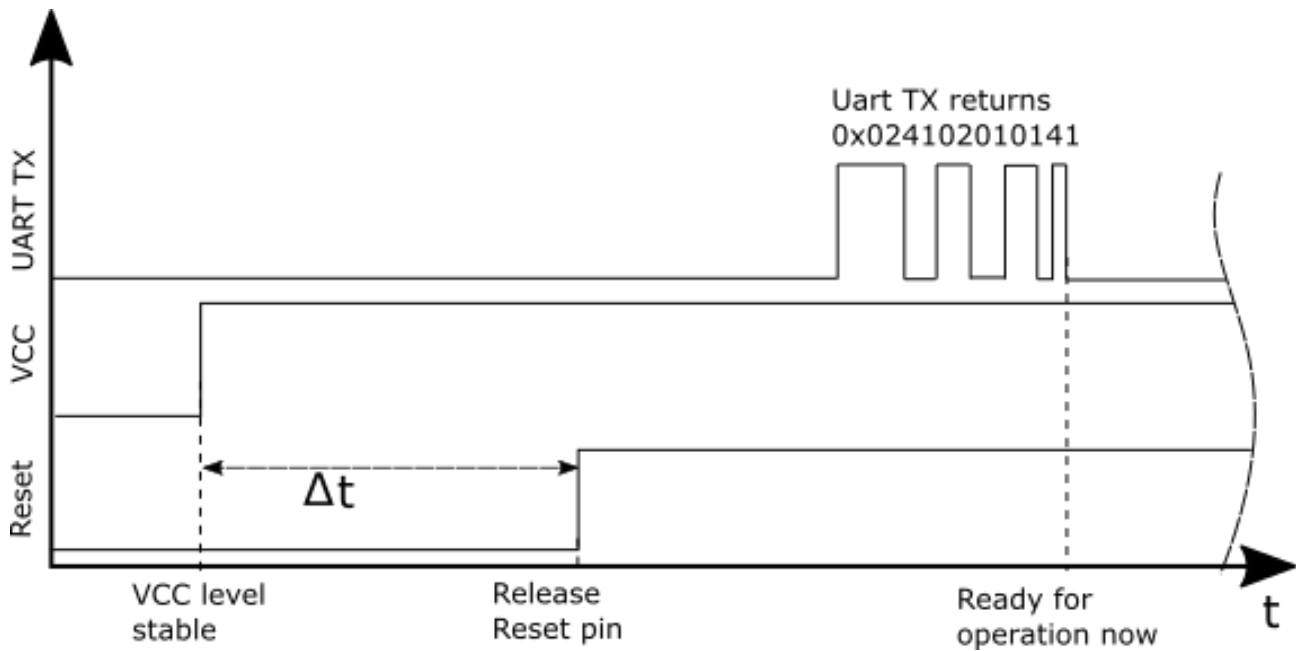 Uart TX returns
0x024102010141
UART TX
VCC
Reset
Δt
VCC level
stable
Release
Reset pin
Ready for
operation now
t